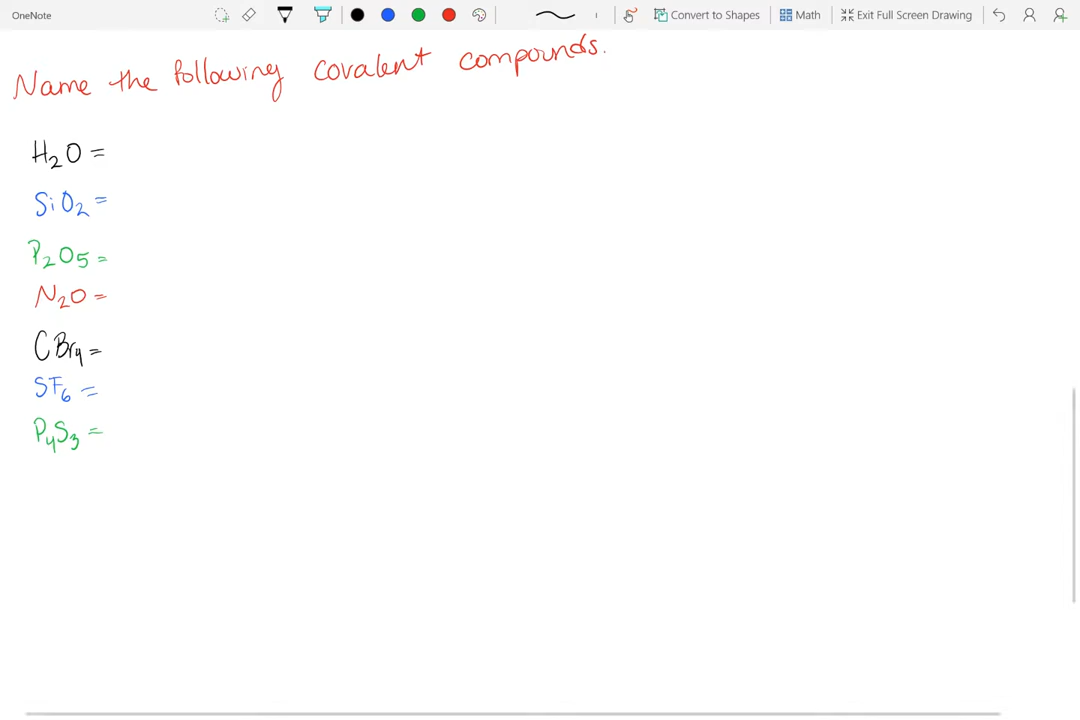 OneNote
Convert to Shapes
Math
Exit Full Screen Drawing
Name the following covalent compounds.
H₂O =
SiO₂ =
P₂O₅ =
N₂O =
CBr₄ =
SF₆ =
P₄S₃ =